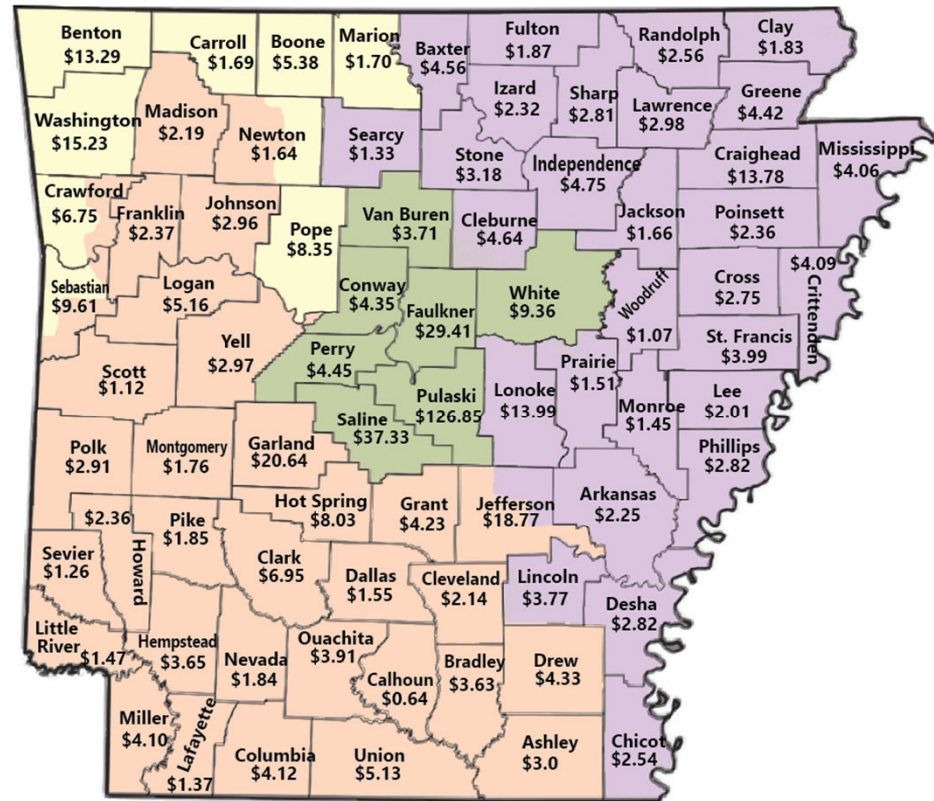 Benton
$13.29
Carroll
$1.69
Boone
$5.38
Marion
$1.70
Baxter
$4.56
Fulton
$1.87
Randolph
$2.56
Clay
$1.83
Washington
$15.23
Madison
$2.19
Newton
$1.64
Searcy
$1.33
Izard
$2.32
Sharp
$2.81
Lawrence
$2.98
Greene
$4.42
Stone
$3.18
Independence
$4.75
Craighead
$13.78
Mississippi
$4.06
Crawford
$6.75
Franklin
$2.37
Johnson
$2.96
Pope
$8.35
Van Buren
$3.71
Cleburne
$4.64
Jackson
$1.66
Poinsett
$2.36
Sebastian
$9.61
Logan
$5.16
Conway
$4.35
Faulkner
$29.41
White
$9.36
Woodruff
$1.07
Cross
$2.75
$4.09
Crittenden
Scott
$1.12
Yell
$2.97
Perry
$4.45
Pulaski
$126.85
Saline
$37.33
Lonoke
$13.99
Prairie
$1.51
Monroe
$1.45
St. Francis
$3.99
Lee
$2.01
Phillips
$2.82
Polk
$2.91
Montgomery
$1.76
Garland
$20.64
Hot Spring
$8.03
Grant
$4.23
Jefferson
$18.77
Arkansas
$2.25
$2.36
Howard
Pike
$1.85
Sevier
$1.26
Clark
$6.95
Dallas
$1.55
Cleveland
$2.14
Lincoln
$3.77
Desha
$2.82
Little
River
$1.47
Hempstead
$3.65
Nevada
$1.84
Ouachita
$3.91
Calhoun
$0.64
Bradley
$3.63
Drew
$4.33
Miller
$4.10
Lafayette
$1.37
Columbia
$4.12
Union
$5.13
Ashley
$3.0
Chicot
$2.54